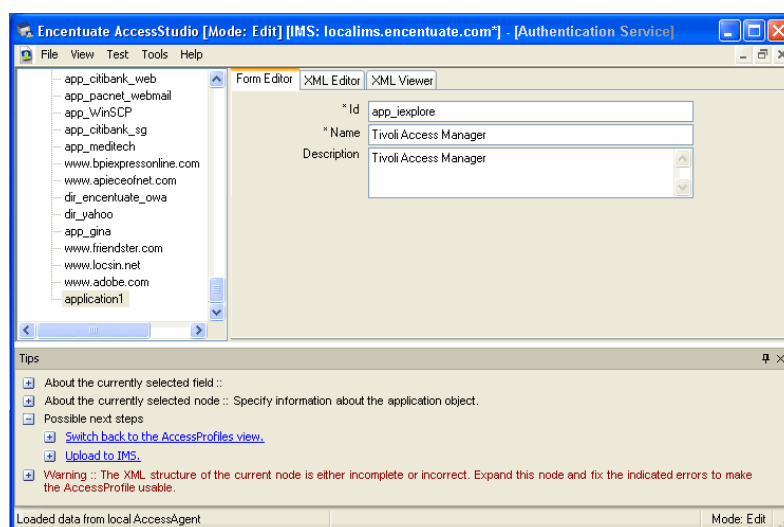 Encentuate AccessStudio [Mode: Edit] [IMS: localims.encentuate.com*] - [Authentication Service]
File View Test Tools Help
app_citibank_web
app_pacnet_webmail
app_WinSCP
app_citibank_sg
app_meditech
www.bpiexpressonline.com
www.apieceofnet.com
dir_encentuate_owa
dir_yahoo
app_gina
www.friendster.com
www.locsin.net
www.adobe.com
application1
Form Editor XML Editor XML Viewer
* Id app_iexplore
* Name Tivoli Access Manager
Description Tivoli Access Manager
Tips
About the currently selected field ::
About the currently selected node :: Specify information about the application object.
Possible next steps
Switch back to the AccessProfiles view.
Upload to IMS.
Warning :: The XML structure of the current node is either incomplete or incorrect. Expand this node and fix the indicated errors to make
the AccessProfile usable.
Loaded data from local AccessAgent Mode: Edit